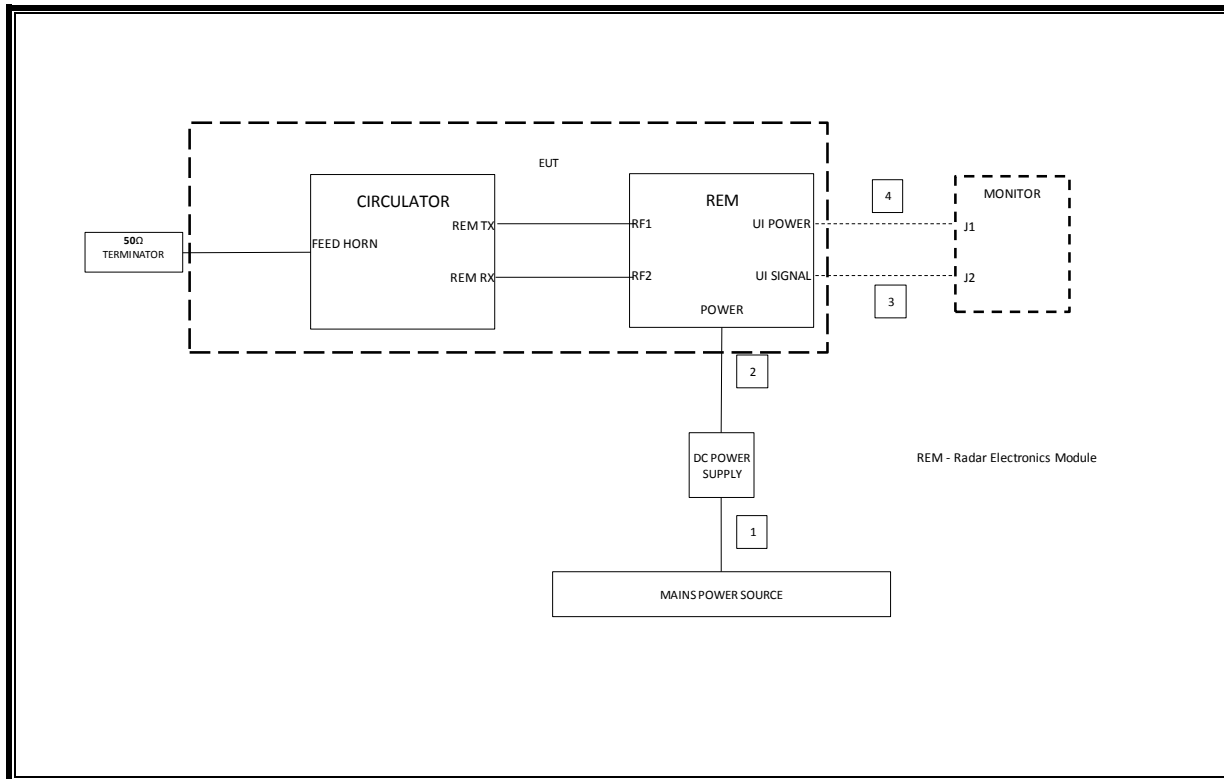 EUT
CIRCULATOR
REM
4
MONITOR
REM TX
RF1
UI POWER
J1
50Ω
TERMINATOR
FEED HORN
REM RX
RF2
UI SIGNAL
J2
3
POWER
2
DC POWER
SUPPLY
REM - Radar Electronics Module
1
MAINS POWER SOURCE